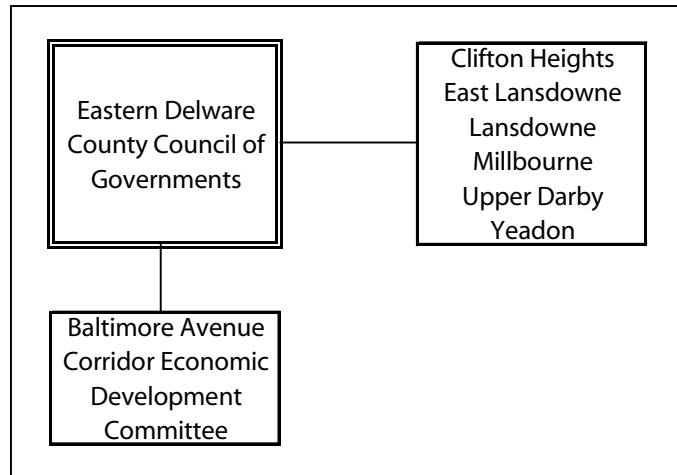 Eastern Delware
County Council of
Governments
Clifton Heights
East Lansdowne
Lansdowne
Millbourne
Upper Darby
Yeadon
Baltimore Avenue
Corridor Economic
Development
Committee